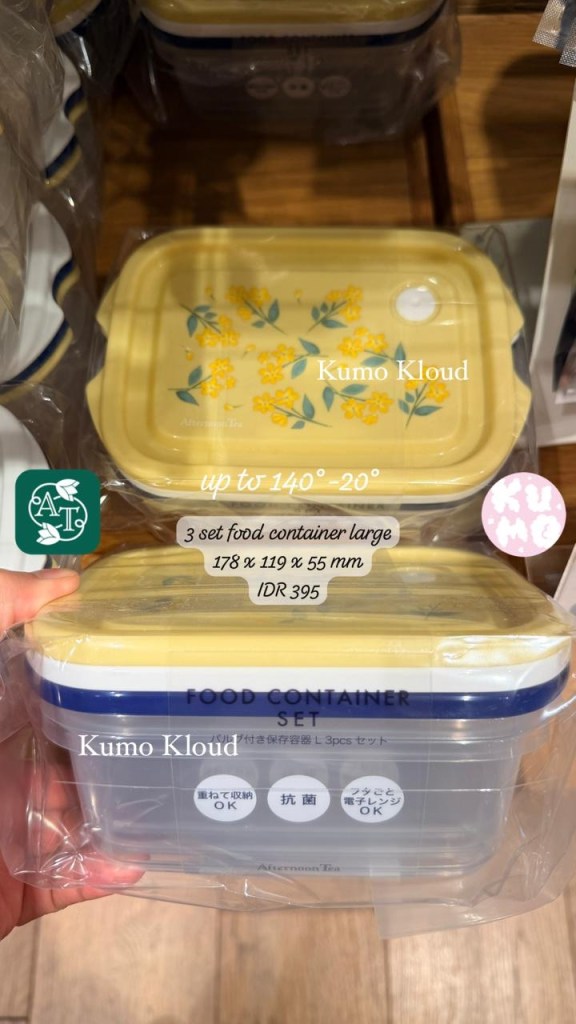 Kumo Kloud
Afternoon Tea
up to 140° -20°
AT
KU
MO
3 set food container large
178 x 119 x 55 mm
IDR 395
FOOD CONTAINER
SET
バルブ付き保存容器 L 3pcs セット
Kumo Kloud
重ねて収納
OK
抗菌
フタごと
電子レンジ
OK
Afternoon Tea